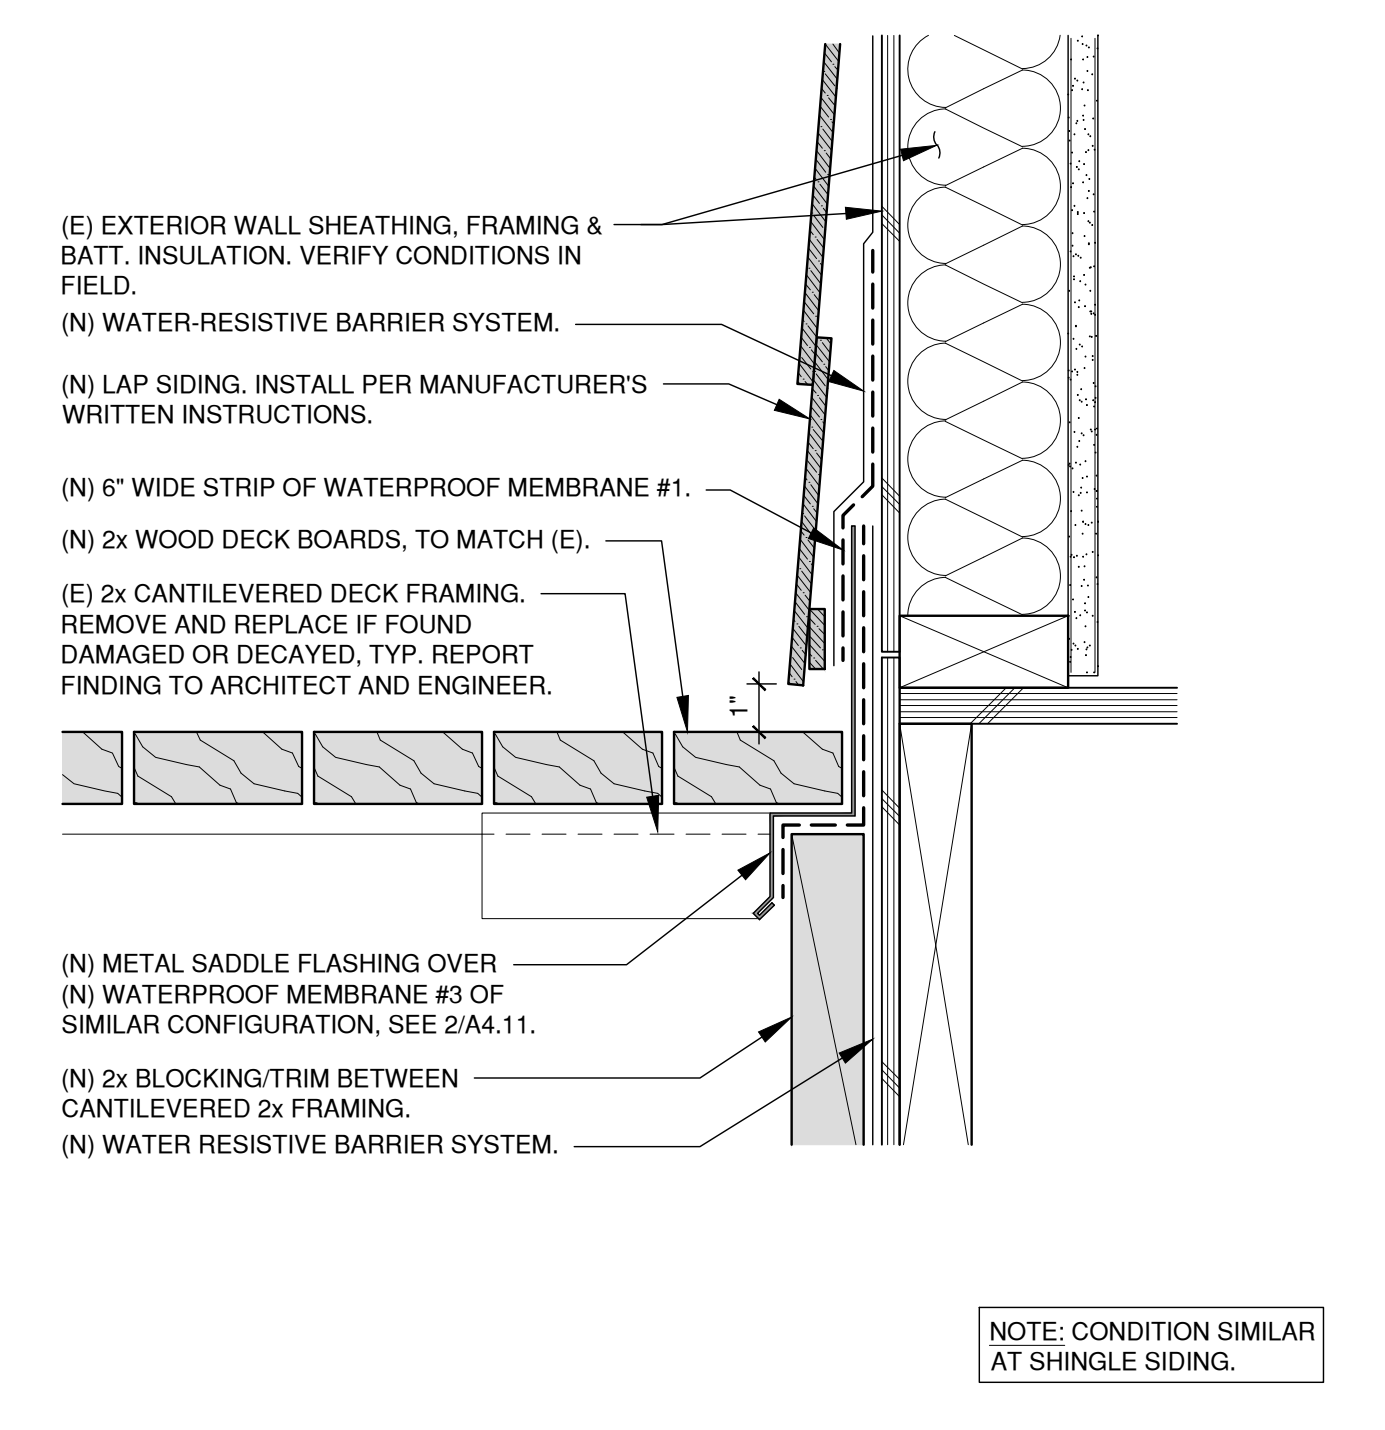 (E) EXTERIOR WALL SHEATHING, FRAMING &
BATT. INSULATION. VERIFY CONDITIONS IN
FIELD.
(N) WATER-RESISTIVE BARRIER SYSTEM.
(N) LAP SIDING. INSTALL PER MANUFACTURER'S
WRITTEN INSTRUCTIONS.
(N) 6" WIDE STRIP OF WATERPROOF MEMBRANE #1.
(N) 2x WOOD DECK BOARDS, TO MATCH (E).
(E) 2x CANTILEVERED DECK FRAMING.
REMOVE AND REPLACE IF FOUND
DAMAGED OR DECAYED, TYP. REPORT
FINDING TO ARCHITECT AND ENGINEER.
1"
(N) METAL SADDLE FLASHING OVER
(N) WATERPROOF MEMBRANE #3 OF
SIMILAR CONFIGURATION, SEE 2/A4.11.
(N) 2x BLOCKING/TRIM BETWEEN
CANTILEVERED 2x FRAMING.
(N) WATER RESISTIVE BARRIER SYSTEM.
NOTE: CONDITION SIMILAR
AT SHINGLE SIDING.